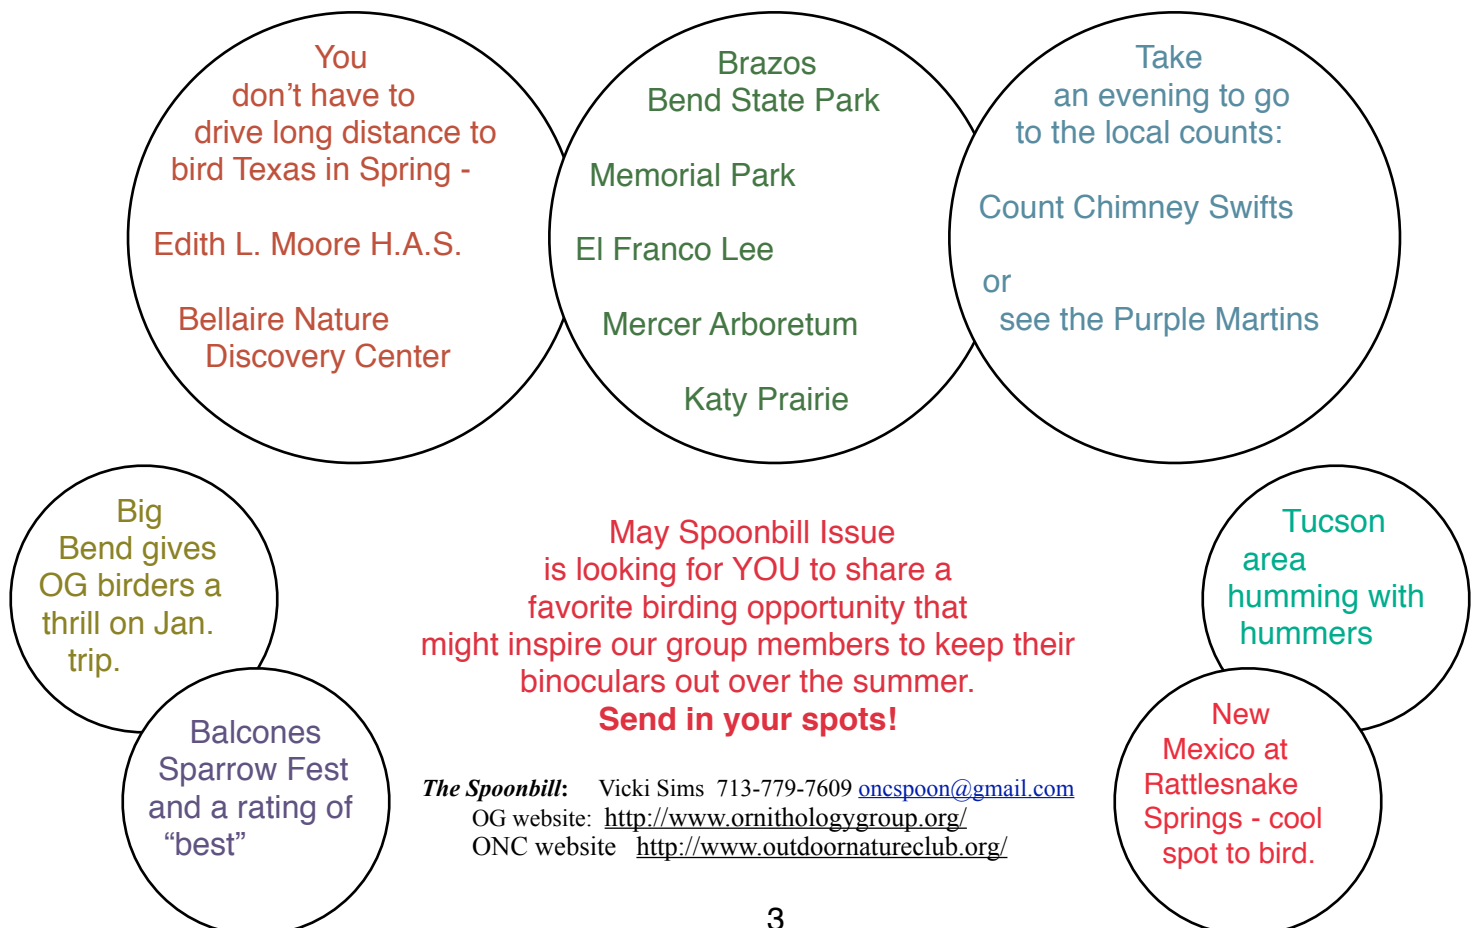 You
don’t have to
drive long distance to
bird Texas in Spring -
Edith L. Moore H.A.S.
Bellaire Nature
Discovery Center
Brazos
Bend State Park
Memorial Park
El Franco Lee
Mercer Arboretum
Katy Prairie
Take
an evening to go
to the local counts:
Count Chimney Swifts
or
see the Purple Martins
Big
Bend gives
OG birders a
thrill on Jan.
trip.
Balcones
Sparrow Fest
and a rating of
“best”
May Spoonbill Issue
is looking for YOU to share a
favorite birding opportunity that
might inspire our group members to keep their
binoculars out over the summer.
Send in your spots!
The Spoonbill: Vicki Sims 713-779-7609 oncspoon@gmail.com
OG website: http://www.ornithologygroup.org/
ONC website http://www.outdoornatureclub.org/
Tucson
area
humming with
hummers
New
Mexico at
Rattlesnake
Springs - cool
spot to bird.
3